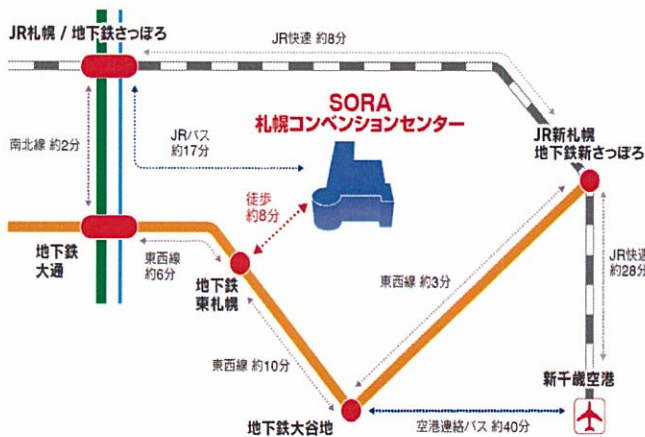 JR札幌 / 地下鉄さっぽろ
JR快速 約8分
SORA
札幌コンベンションセンター
JR新札幌
地下鉄新さっぽろ
南北線 約2分
JRバス
約17分
徒歩
約8分
地下鉄
大通
東西線
約6分
地下鉄
東札幌
東西線 約3分
JR快速
約28分
東西線 約10分
新千歳空港
地下鉄大谷地
空港連絡バス 約40分